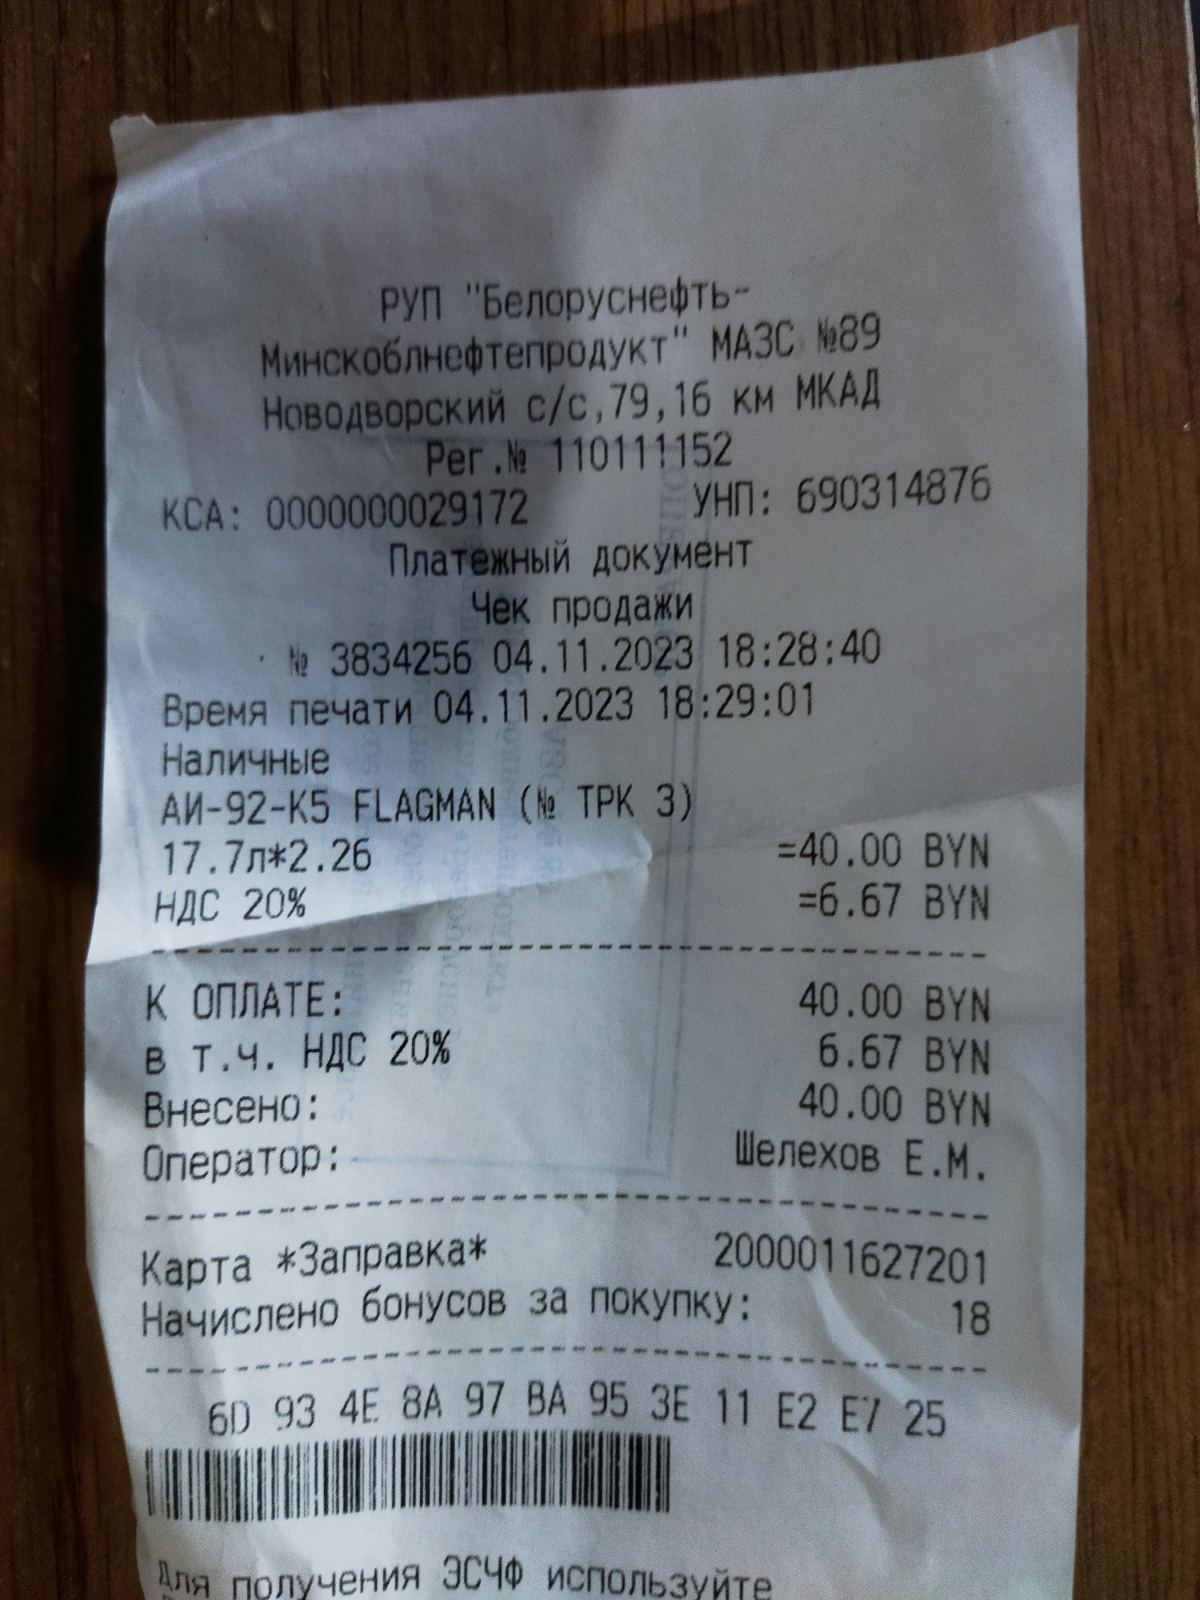 РУП "Белоруснефть-
Минскоблнефтепродукт" МАЗС №89
Новодворский с/с,79,16 км МКАД
Рег.№ 110111152
КСА: 0000000029172 УНП: 690314876
Платежный документ
Чек продажи
№ 3834256 04.11.2023 18:28:40
Время печати 04.11.2023 18:29:01
Наличные
АИ-92-К5 FLAGMAN (№ ТРК 3)
17.7л*2.26 =40.00 BYN
НДС 20% =6.67 BYN
К ОПЛАТЕ: 40.00 BYN
в т.ч. НДС 20% 6.67 BYN
Внесено: 40.00 BYN
Оператор: Шелехов Е.М.
Карта *Заправка* 2000011627201
Начислено бонусов за покупку: 18
6D 93 4E 8A 97 BA 95 3E 11 E2 E7 25
Для получения ЭСЧФ используйте